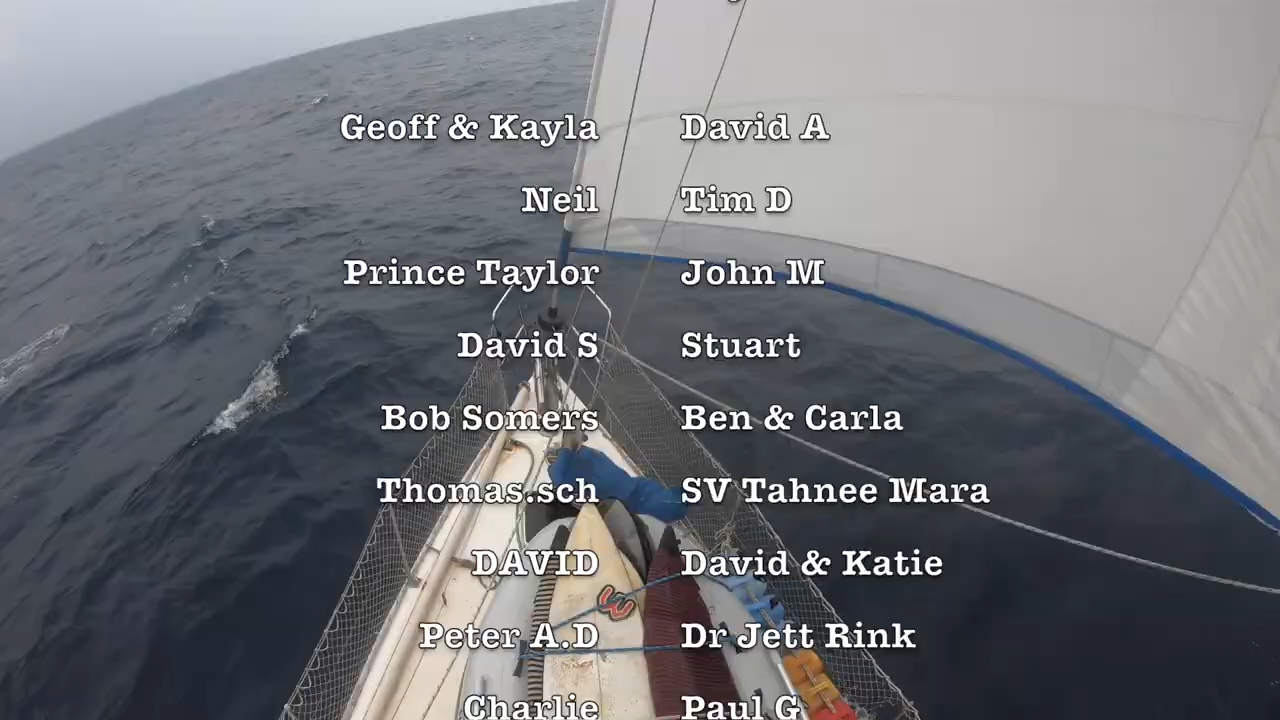 Geoff & Kayla David A
Neil Tim D
Prince Taylor John M
David S Stuart
Bob Somers Ben & Carla
Thomas.sch SV Tahnee Mara
DAVID David & Katie
Peter A.D Dr Jett Rink
Charlie Paul G